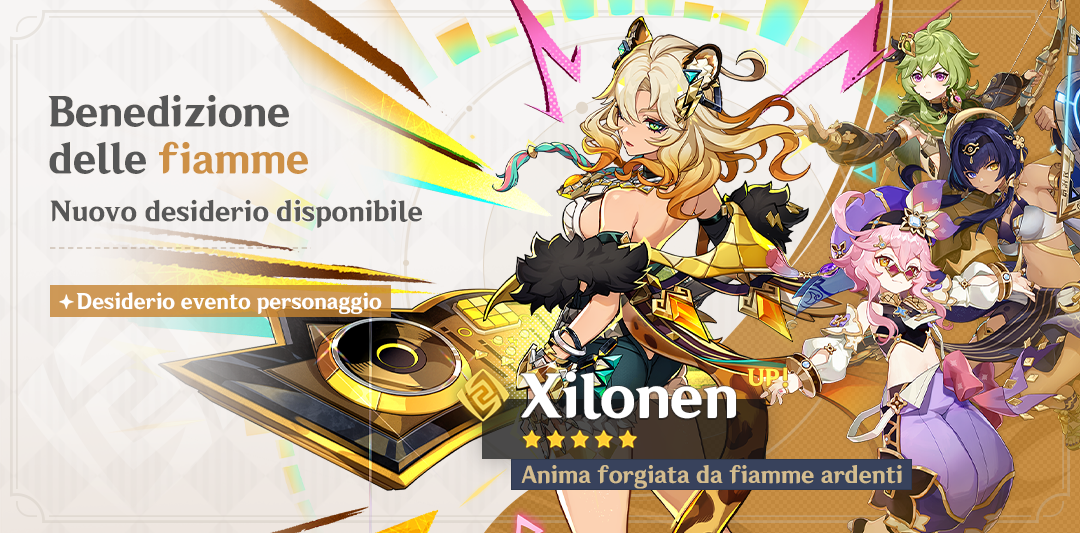 Benedizione
delle fiamme
Nuovo desiderio disponibile
Desiderio evento personaggio
UP!
Xilonen
Anima forgiata da fiamme ardenti